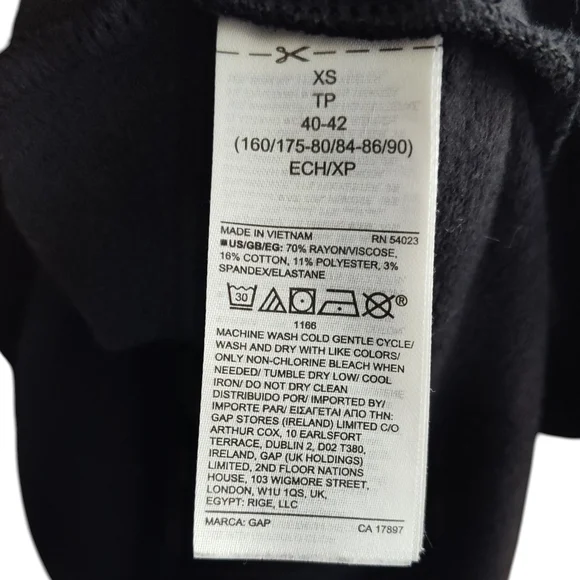 XS
TP
40-42
(160/175-80/84-86/90)
ECH/XP
MADE IN VIETNAM RN 54023
■US/GB/EG: 70% RAYON/VISCOSE,
16% COTTON, 11% POLYESTER, 3%
SPANDEX/ELASTANE
30 ®
1166
MACHINE WASH COLD GENTLE CYCLE/
WASH AND DRY WITH LIKE COLORS/
ONLY NON-CHLORINE BLEACH WHEN
NEEDED/ TUMBLE DRY LOW/ COOL
IRON/ DO NOT DRY CLEAN
DISTRIBUIDO POR/ IMPORTED BY/
IMPORTE PAR/ ΕΙΣΑΓΕΤΑΙ ΑΠΟ ΤΗΝ:
GAP STORES (IRELAND) LIMITED C/O
ARTHUR COX, 10 EARLSFORT
TERRACE, DUBLIN 2, D02 T380,
IRELAND, GAP (UK HOLDINGS)
LIMITED, 2ND FLOOR NATIONS
HOUSE, 103 WIGMORE STREET,
LONDON, W1U 1QS, UK,
EGYPT: RIGE, LLC
MARCA: GAP CA 17897